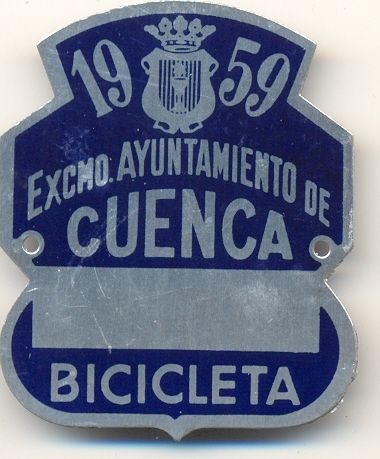 1959
EXCMO. AYUNTAMIENTO DE
CUENCA
BICICLETA